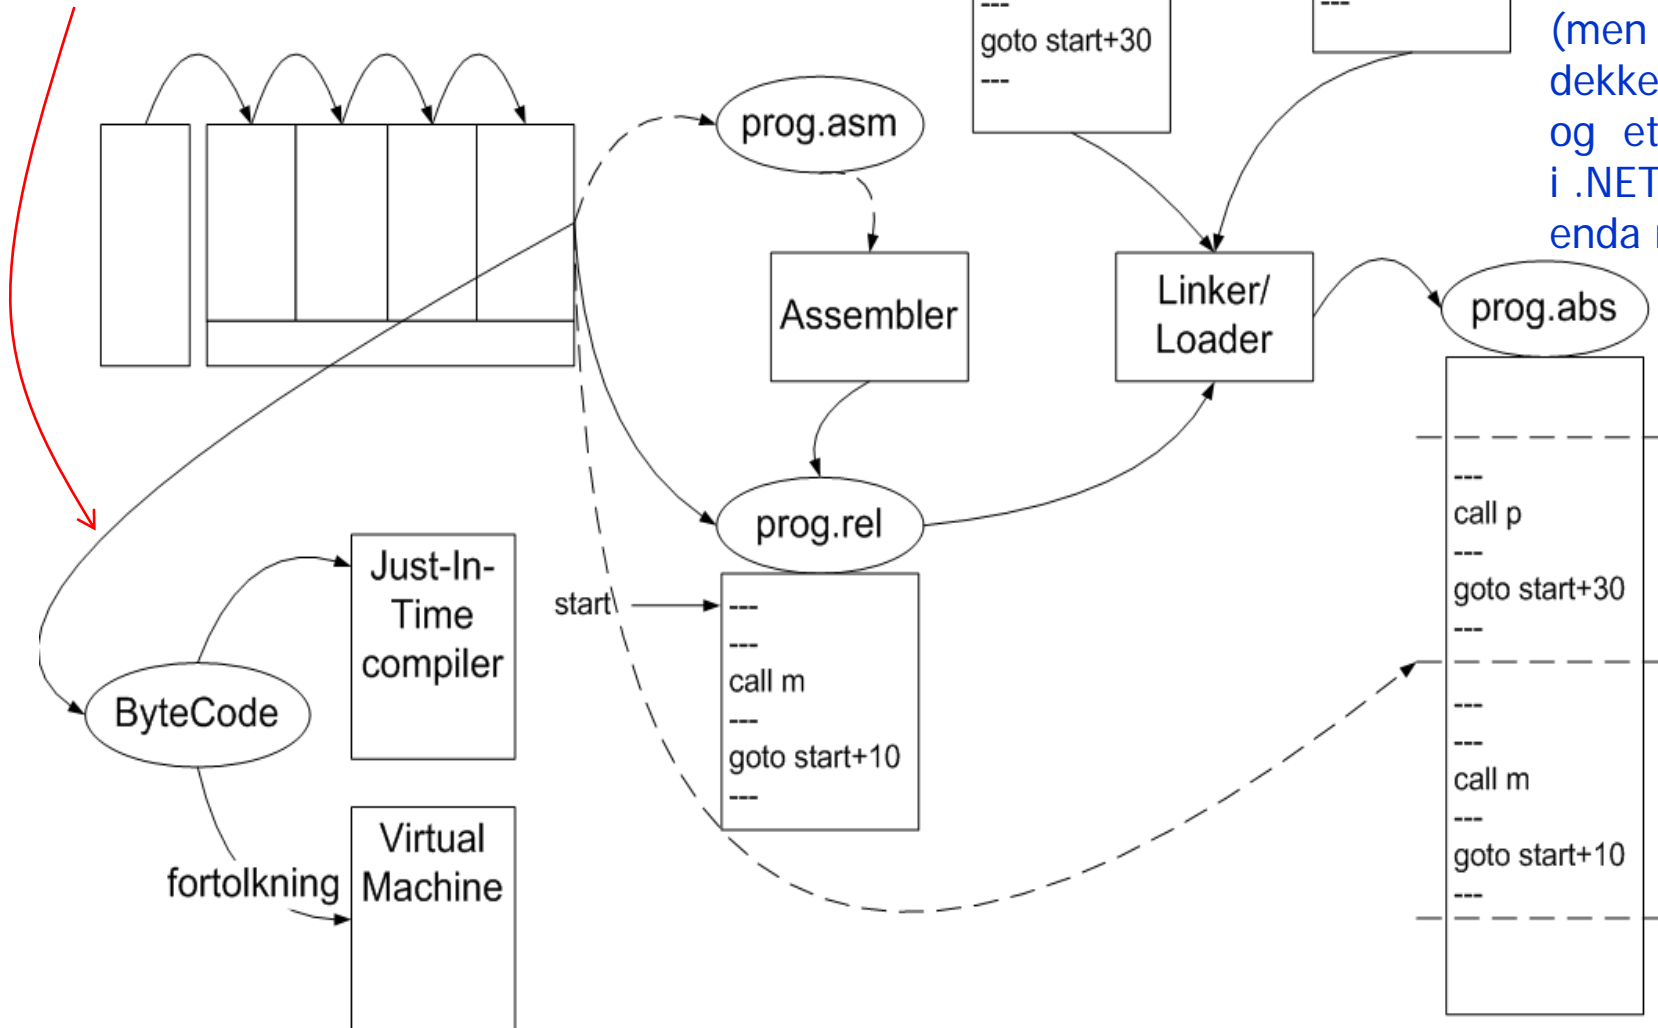 ---
goto start+30
---
---
(men
dekke
og et
i .NET
enda
prog.asm
Assembler
Linker/
Loader
prog.abs
---
call p
---
goto start+30
---
---
---
call m
---
goto start+10
---
prog.rel
start
---
---
call m
---
goto start+10
---
Just-In-
Time
compiler
ByteCode
fortolkning
Virtual
Machine